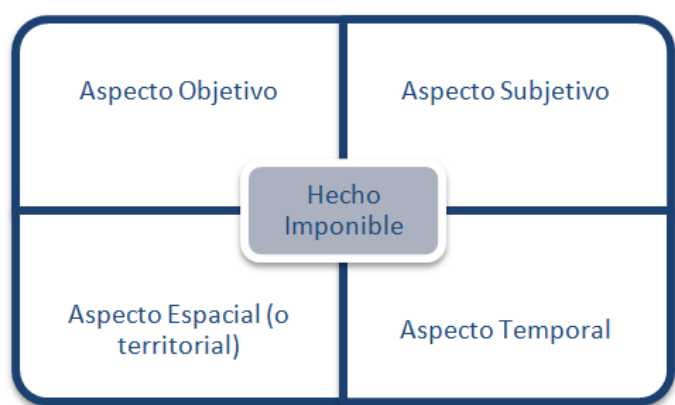 Aspecto Objetivo
Aspecto Subjetivo
Hecho
Imponible
Aspecto Espacial (o
territorial)
Aspecto Temporal